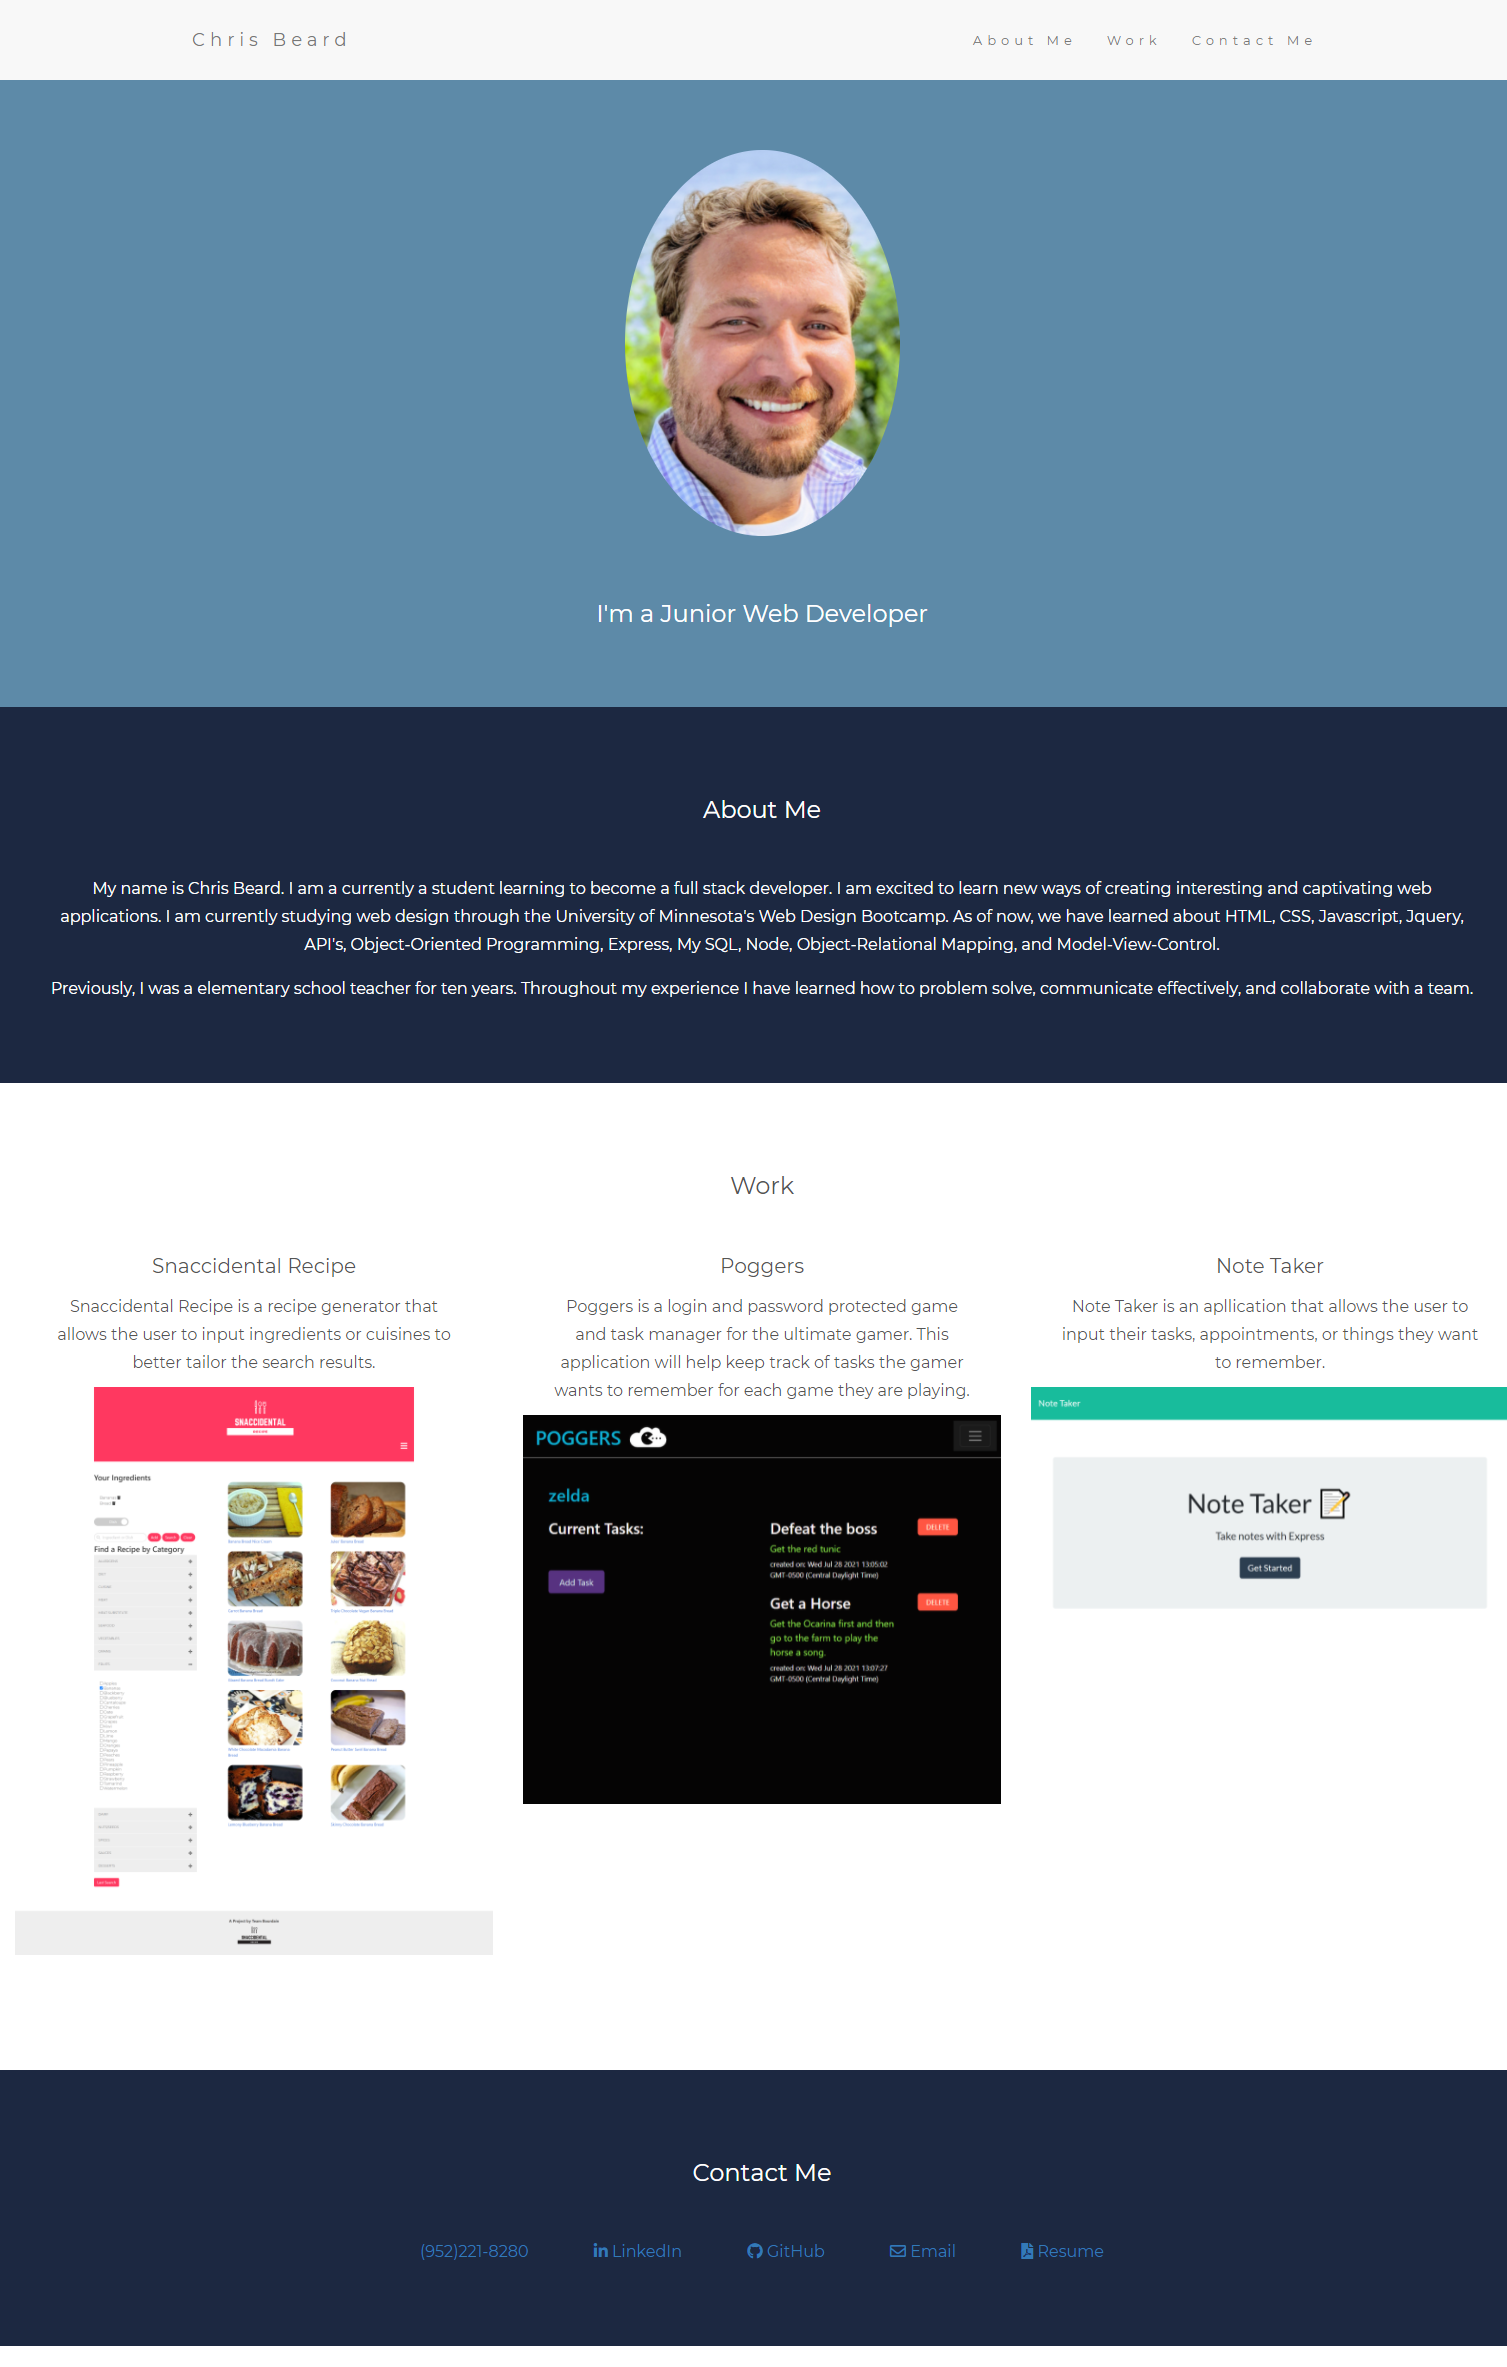 Chris Beard
About Me Work Contact Me
I'm a Junior Web Developer
About Me
My name is Chris Beard. I am a currently a student learning to become a full stack developer. I am excited to learn new ways of creating interesting and captivating web
applications. I am currently studying web design through the University of Minnesota's Web Design Bootcamp. As of now, we have learned about HTML, CSS, Javascript, Jquery,
API's, Object-Oriented Programming, Express, My SQL, Node, Object-Relational Mapping, and Model-View-Control.
Previously, I was a elementary school teacher for ten years. Throughout my experience I have learned how to problem solve, communicate effectively, and collaborate with a team.
Work
Snaccidental Recipe
Snaccidental Recipe is a recipe generator that
allows the user to input ingredients or cuisines to
better tailor the search results.
SNACCIDENTAL
RECIPE
Your Ingredients
Find a Recipe by Category
Carrot Banana Bread
A Project by Team Beardale
SNACCIDENTAL
Poggers
Poggers is a login and password protected game
and task manager for the ultimate gamer. This
application will help keep track of tasks the gamer
wants to remember for each game they are playing.
POGGERS
zelda
Current Tasks:
Add Task
Defeat the boss
DELETE
Get the red tunic
created on: Wed Jul 28 2021 13:05:02
GMT-0500 (Central Daylight Time)
Get a Horse
DELETE
Get the Ocarina first and then
go to the farm to play the
horse a song.
created on: Wed Jul 28 2021 13:07:27
GMT-0500 (Central Daylight Time)
Note Taker
Note Taker is an apllication that allows the user to
input their tasks, appointments, or things they want
to remember.
Note Taker
Note Taker
Take notes with Express
Get Started
Contact Me
(952)221-8280 LinkedIn GitHub Email Resume